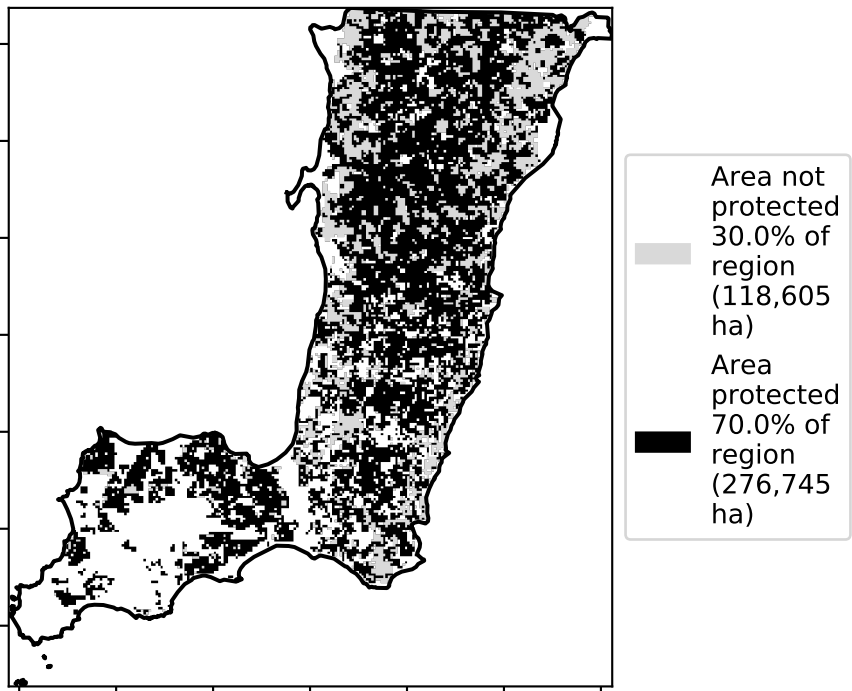 Area not
protected
30.0% of
region
(118,605
ha)
Area
protected
70.0% of
region
(276,745
ha)